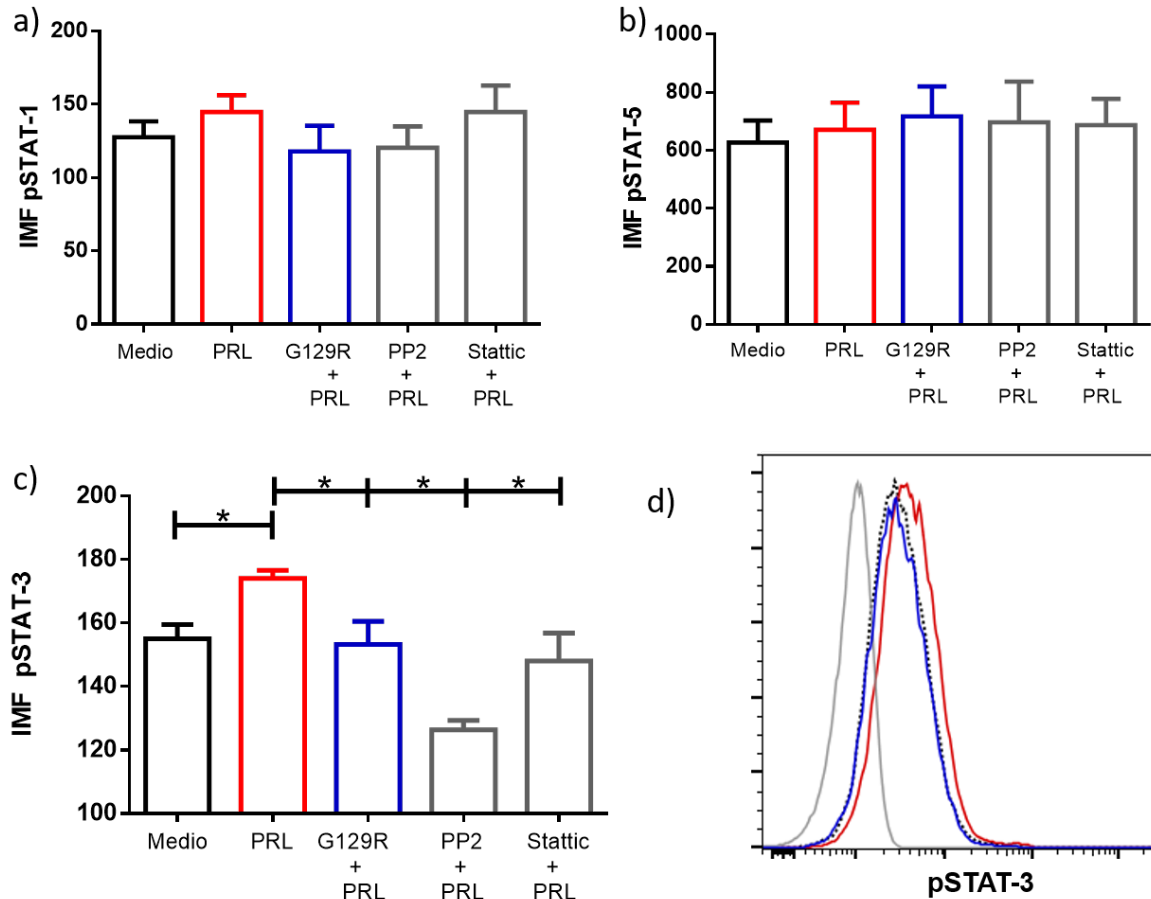 a)
IMF pSTAT-1
200
150
100
50
0
Medio PRL G129R + PRL PP2 + PRL Stattic + PRL
b)
IMF pSTAT-5
1000
800
600
400
200
0
Medio PRL G129R + PRL PP2 + PRL Stattic + PRL
c)
IMF pSTAT-3
200
180
160
140
120
100
* * * *
Medio PRL G129R + PRL PP2 + PRL Stattic + PRL
d)
pSTAT-3